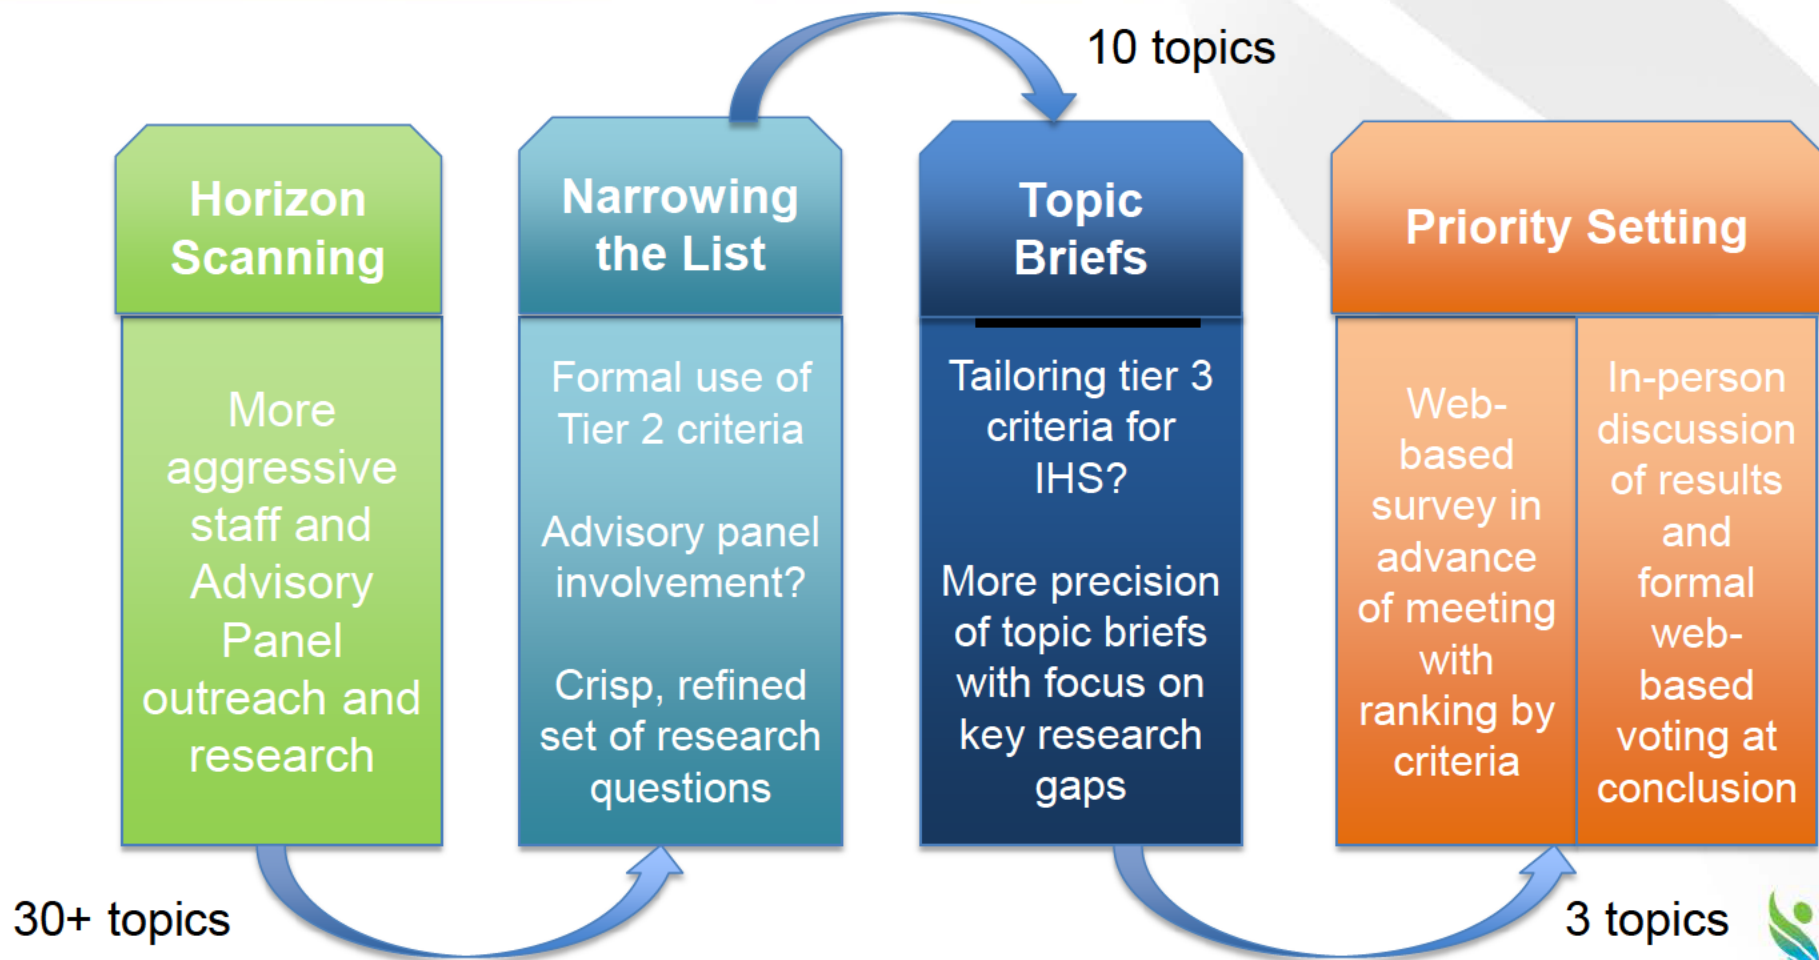 10 topics
Horizon
Scanning
More
aggressive
staff and
Advisory
Panel
outreach and
research
Narrowing
the List
Formal use of
Tier 2 criteria
Advisory panel
involvement?
Crisp, refined
set of research
questions
Topic
Briefs
Tailoring tier 3
criteria for
IHS?
More precision
of topic briefs
with focus on
key research
gaps
Priority Setting
Web-
based
survey in
advance
of meeting
with
ranking by
criteria
In-person
discussion
of results
and
formal
web-
based
voting at
conclusion
30+ topics
3 topics